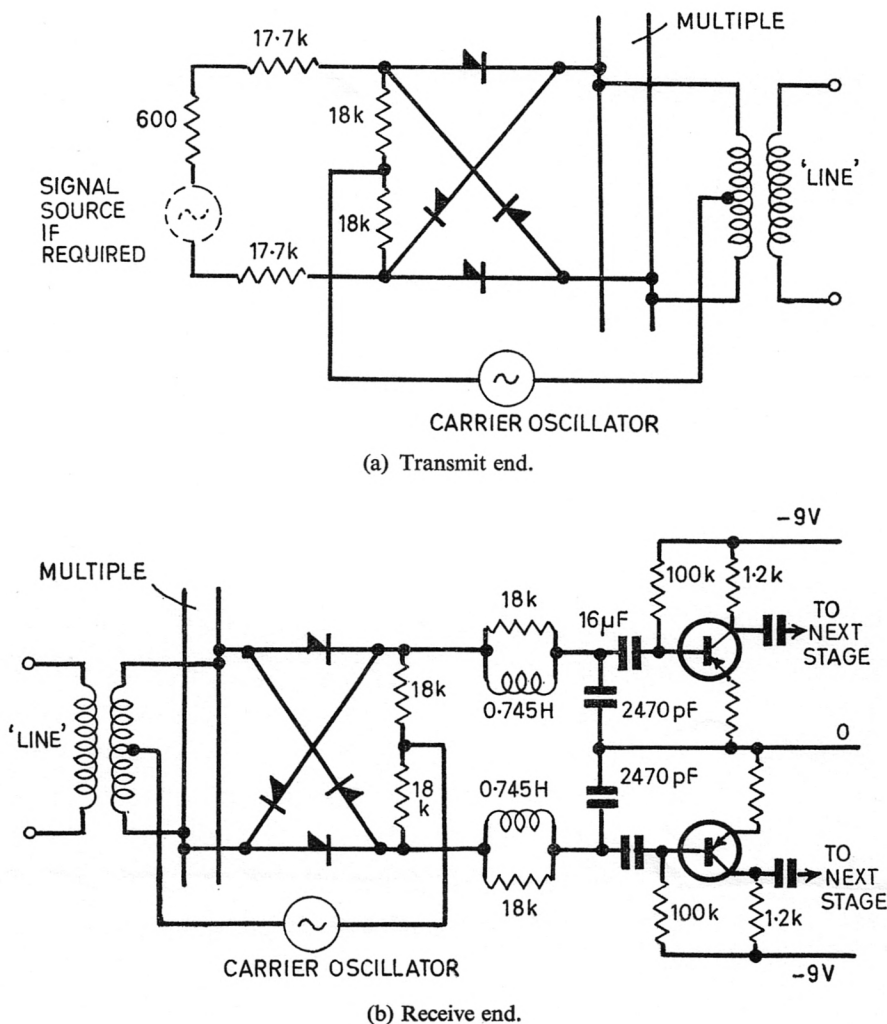 MULTIPLE
17·7k
600
18k
18k
SIGNAL
SOURCE
IF
REQUIRED
17·7k
'LINE'
CARRIER OSCILLATOR
(a) Transmit end.
-9V
MULTIPLE
100k
1·2k
18k
16μF
TO
NEXT
STAGE
18k
0·745H
2470pF
'LINE'
0
18
k
0·745H
2470pF
TO
NEXT
STAGE
18k
100k
1·2k
CARRIER OSCILLATOR
-9V
(b) Receive end.